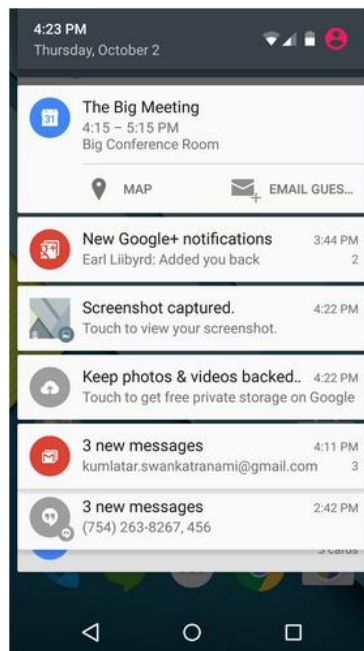 4:23 PM
Thursday, October 2
31
The Big Meeting
4:15 – 5:15 PM
Big Conference Room
MAP EMAIL GUES...
New Google+ notifications 3:44 PM
Earl Liibyrd: Added you back 2
Screenshot captured. 4:22 PM
Touch to view your screenshot.
Keep photos & videos backed.. 4:22 PM
Touch to get free private storage on Google
3 new messages 4:11 PM
kumlatar.swankatranami@gmail.com 3
3 new messages 2:42 PM
(754) 263-8267, 456
3 cards